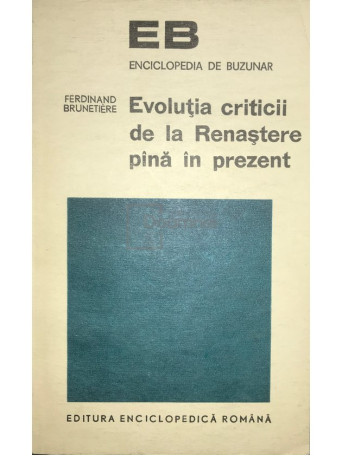 EB
ENCICLOPEDIA DE BUZUNAR
FERDINAND
BRUNETIÈRE
Evoluția criticii
de la Renaștere
pînă în prezent
EDITURA ENCICLOPEDICĂ ROMÂNĂ